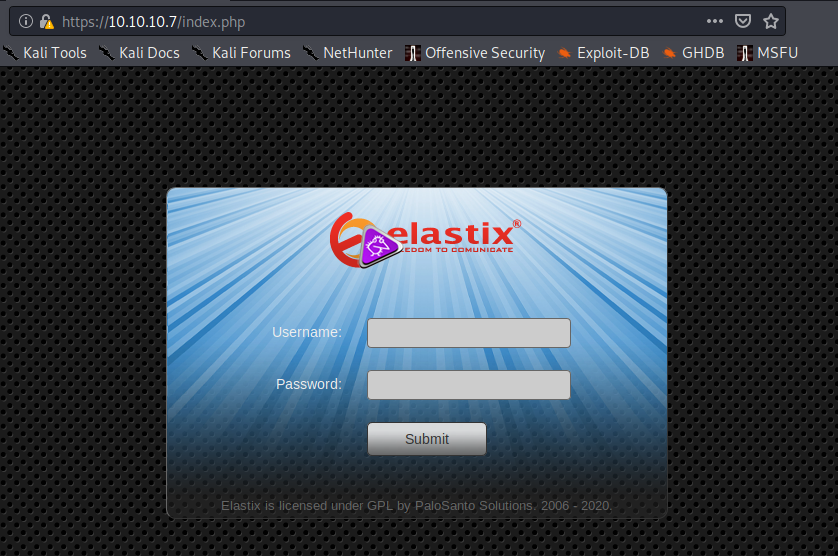 https://10.10.10.7/index.php
Kali Tools Kali Docs Kali Forums NetHunter Offensive Security Exploit-DB GHDB MSFU
elastix®
EDOM TO COMUNICATE
Username:
Password:
Submit
Elastix is licensed under GPL by PaloSanto Solutions. 2006 - 2020.